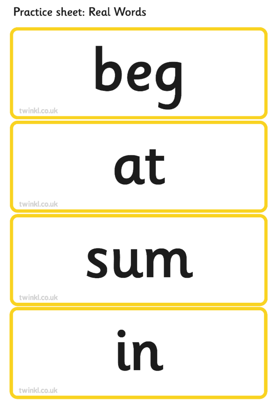 Practice sheet: Real Words
beg
twinkl.co.uk
at
twinkl.co.uk
sum
twinkl.co.uk
in
twinkl.co.uk